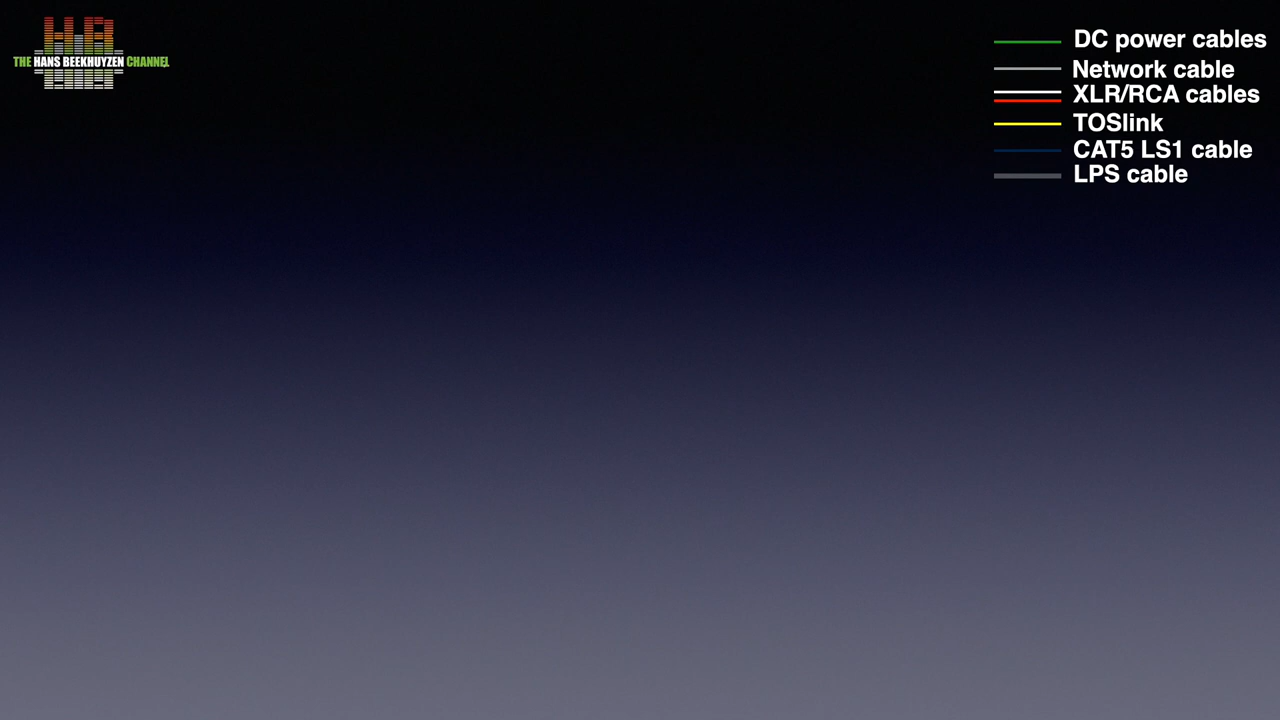 THE HANS BEEKHUYZEN CHANNEL
DC power cables
Network cable
XLR/RCA cables
TOSlink
CAT5 LS1 cable
LPS cable